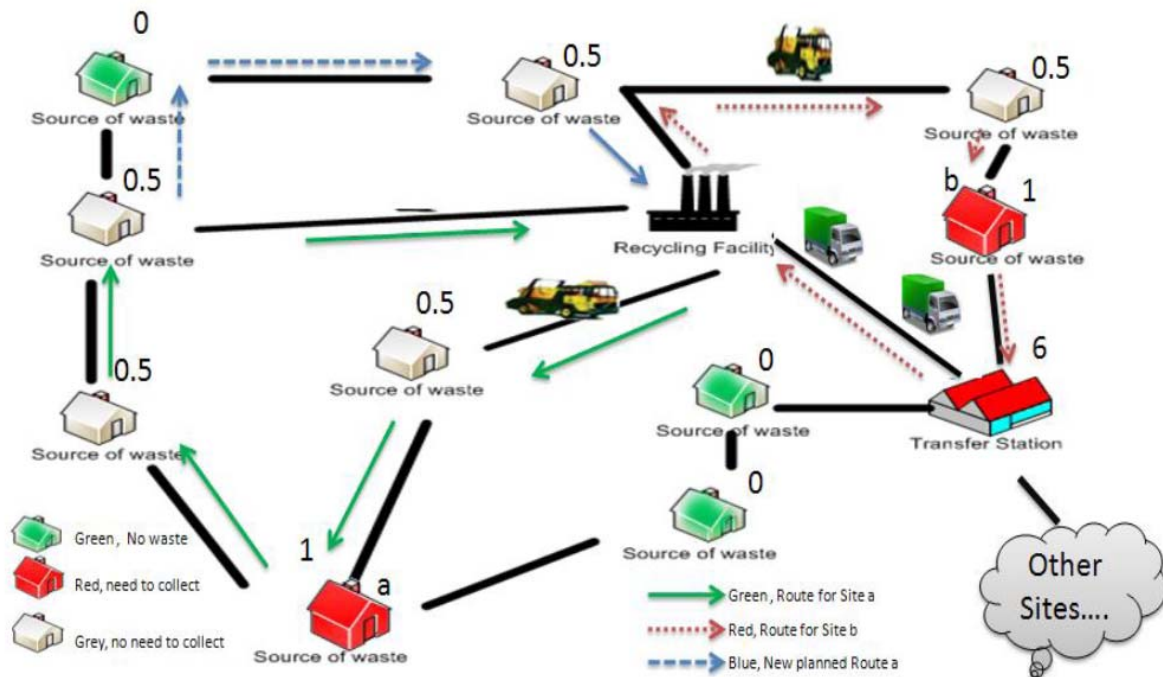 0
Source of waste
0.5
Source of waste
0.5
Source of waste
0.5
Source of waste
b
1
Source of waste
Recycling Facility
0.5
Source of waste
0.5
Source of waste
6
Transfer Station
0
Source of waste
0
Source of waste
1
a
Source of waste
Other
Sites....
Green , No waste
Red, need to collect
Grey, no need to collect
Green, Route for Site a
Red, Route for Site b
Blue, New planned Route a